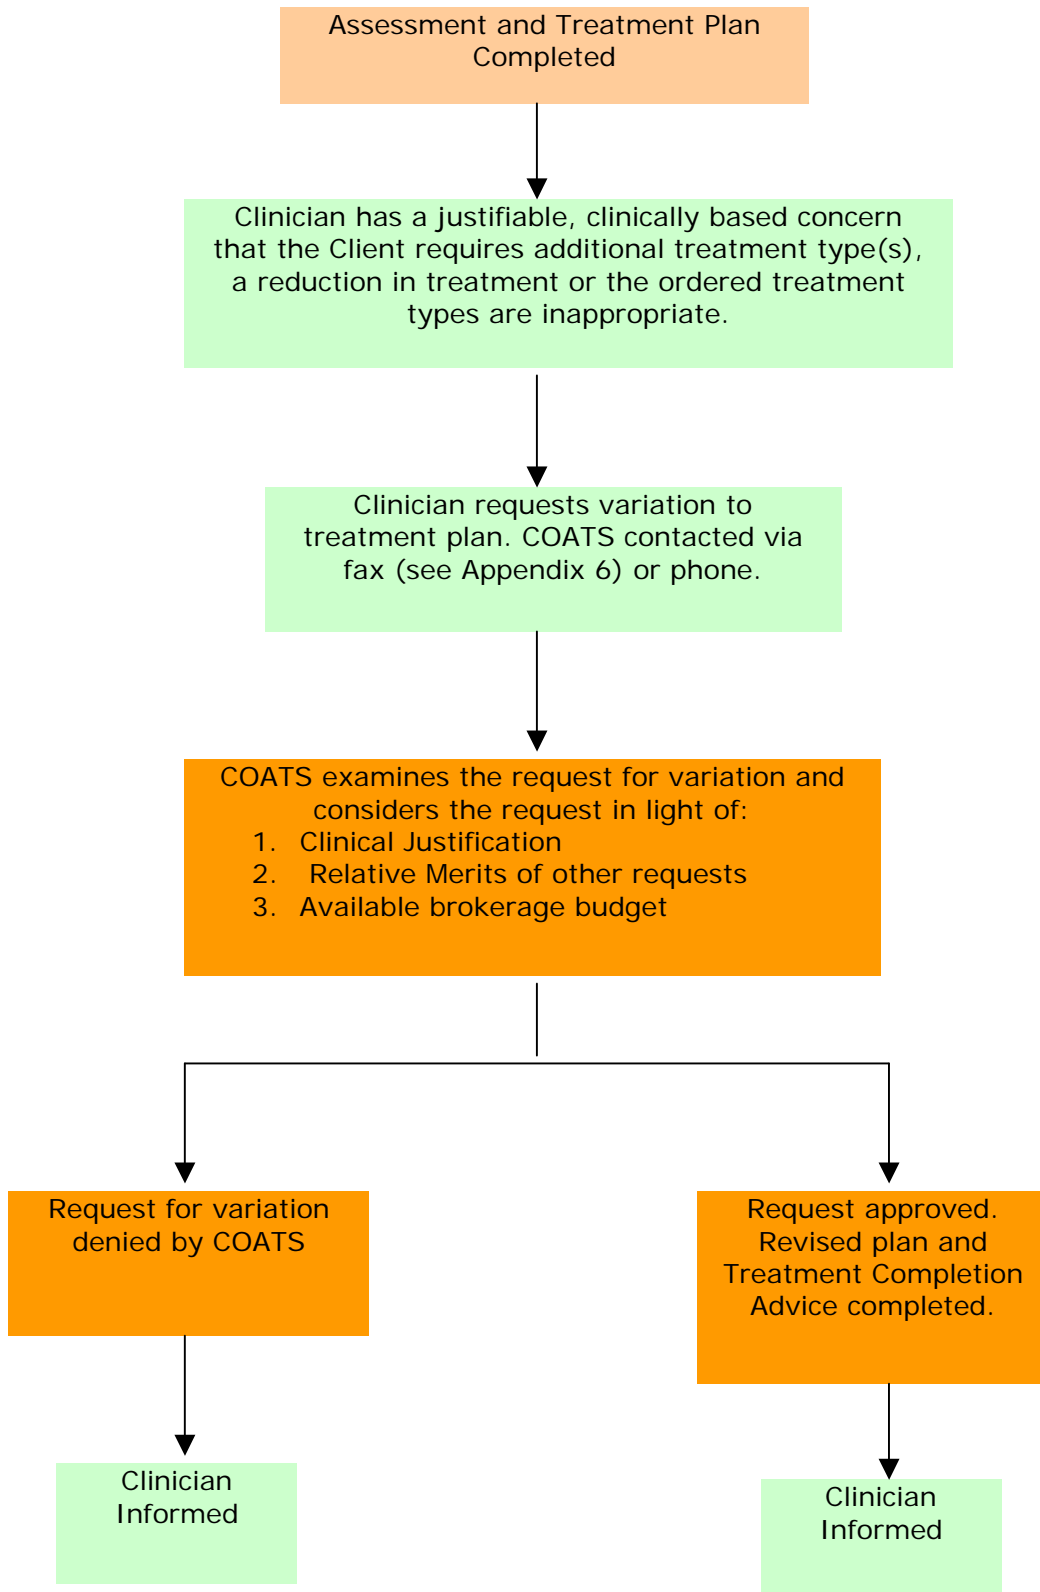 Assessment and Treatment Plan
Completed
Clinician has a justifiable, clinically based concern
that the Client requires additional treatment type(s),
a reduction in treatment or the ordered treatment
types are inappropriate.
Clinician requests variation to
treatment plan. COATS contacted via
fax (see Appendix 6) or phone.
COATS examines the request for variation and
considers the request in light of:
1. Clinical Justification
2. Relative Merits of other requests
3. Available brokerage budget
Request for variation
denied by COATS
Request approved.
Revised plan and
Treatment Completion
Advice completed.
Clinician
Informed
Clinician
Informed